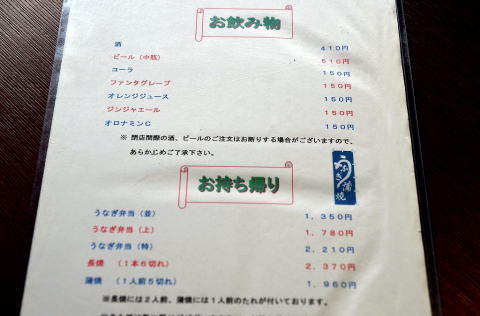 お飲み物
酒 410円
ビール（中瓶） 510円
コーラ 150円
ファンタグレープ 150円
オレンジジュース 150円
ジンジャエール 150円
オロナミンC 150円
※ 閉店間際の酒、ビールのご注文はお断りする場合がございますので、
あらかじめご了承下さい。
うなぎ蒲焼
お持ち帰り
うなぎ弁当（並） 1，350円
うなぎ弁当（上） 1，780円
うなぎ弁当（特） 2，210円
長焼 （1本6切れ） 2，370円
蒲焼 （1人前5切れ） 1，960円
※長焼には2人前、蒲焼には1人前のたれが付いております。